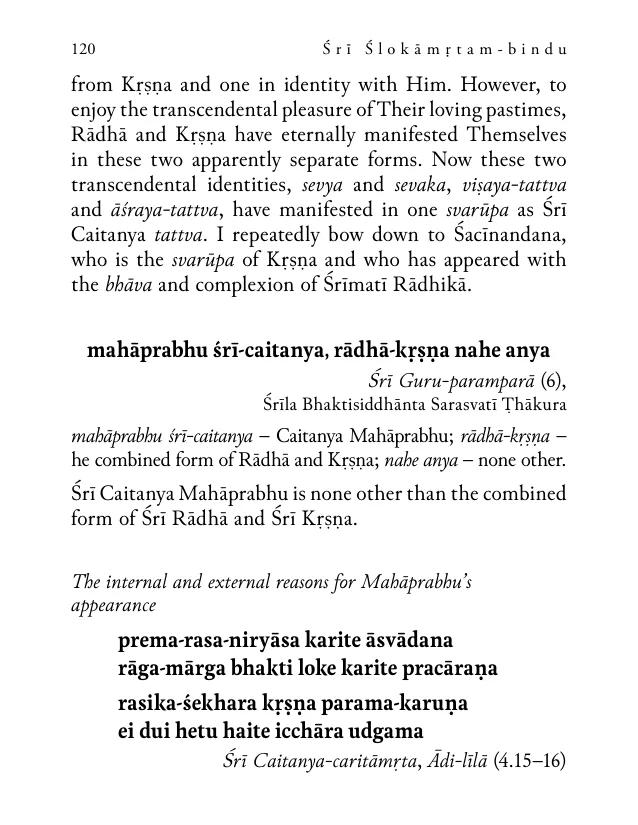 120 Śrī Ślokāmṛtam-bindu
from Kṛṣṇa and one in identity with Him. However, to
enjoy the transcendental pleasure of Their loving pastimes,
Rādhā and Kṛṣṇa have eternally manifested Themselves
in these two apparently separate forms. Now these two
transcendental identities, sevya and sevaka, viṣaya-tattva
and āśraya-tattva, have manifested in one svarūpa as Śrī
Caitanya tattva. I repeatedly bow down to Śacīnandana,
who is the svarūpa of Kṛṣṇa and who has appeared with
the bhāva and complexion of Śrīmatī Rādhikā.
mahāprabhu śrī-caitanya, rādhā-kṛṣṇa nahe anya
Śrī Guru-paramparā (6),
Śrīla Bhaktisiddhānta Sarasvatī Ṭhākura
mahāprabhu śrī-caitanya – Caitanya Mahāprabhu; rādhā-kṛṣṇa –
he combined form of Rādhā and Kṛṣṇa; nahe anya – none other.
Śrī Caitanya Mahāprabhu is none other than the combined
form of Śrī Rādhā and Śrī Kṛṣṇa.
The internal and external reasons for Mahāprabhu's
appearance
prema-rasa-niryāsa karite āsvādana
rāga-mārga bhakti loke karite pracāraṇa
rasika-śekhara kṛṣṇa parama-karuṇa
ei dui hetu haite icchāra udgama
Śrī Caitanya-caritāmṛta, Ādi-līlā (4.15–16)